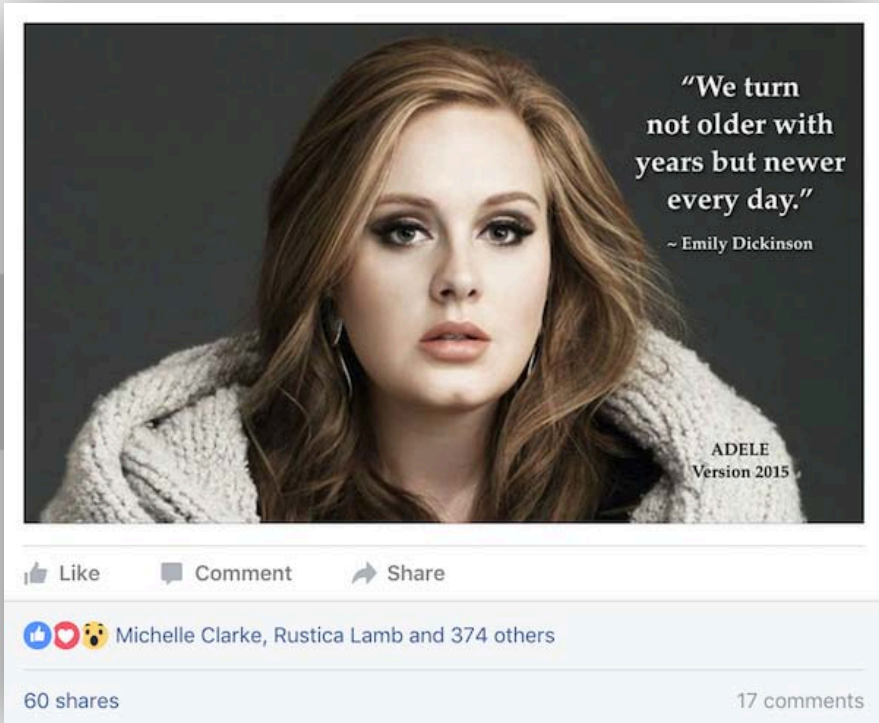 “We turn
not older with
years but newer
every day.”
~ Emily Dickinson
ADELE
Version 2015
Like Comment Share
Michelle Clarke, Rustica Lamb and 374 others
60 shares 17 comments